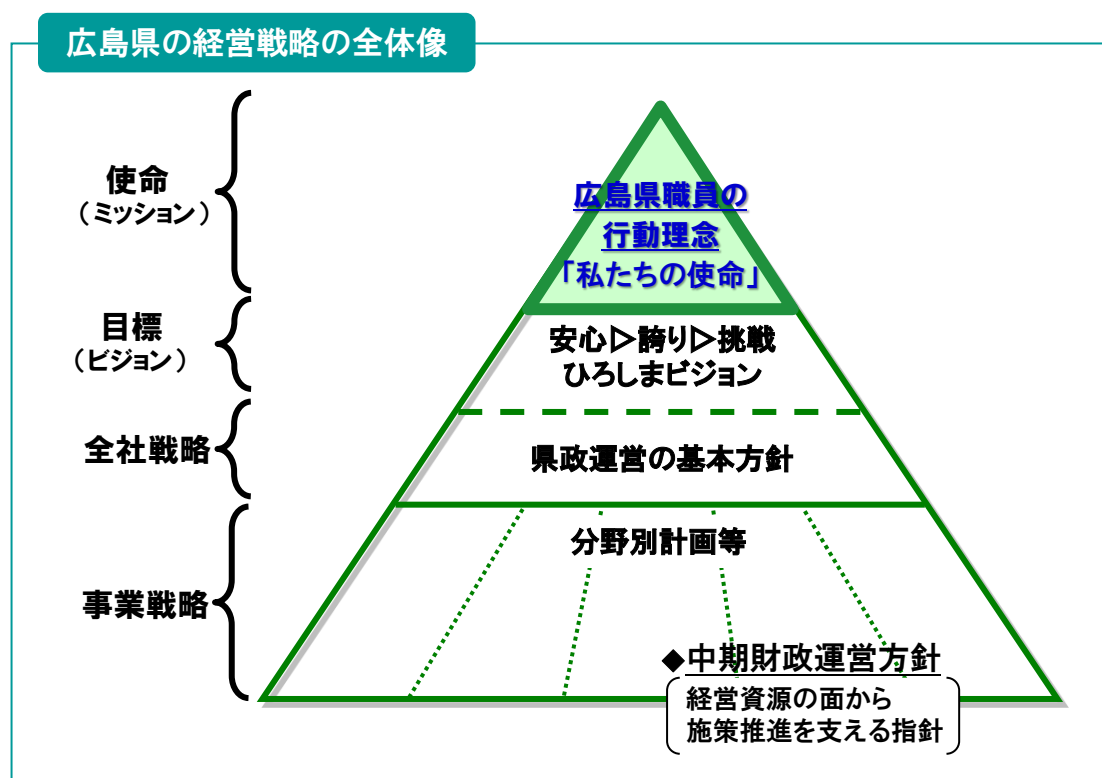 広島県の経営戦略の全体像
使命
（ミッション）
広島県職員の
行動理念
「私たちの使命」
目標
（ビジョン）
安心▷誇り▷挑戦
ひろしまビジョン
全社戦略
県政運営の基本方針
事業戦略
分野別計画等
◆中期財政運営方針
経営資源の面から
施策推進を支える指針